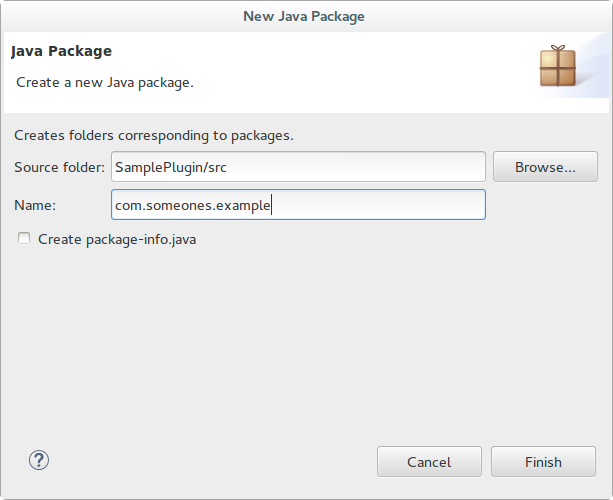 New Java Package
Java Package
Create a new Java package.
Creates folders corresponding to packages.
Source folder: SamplePlugin/src Browse...
Name: com.someones.example
Create package-info.java
? Cancel Finish